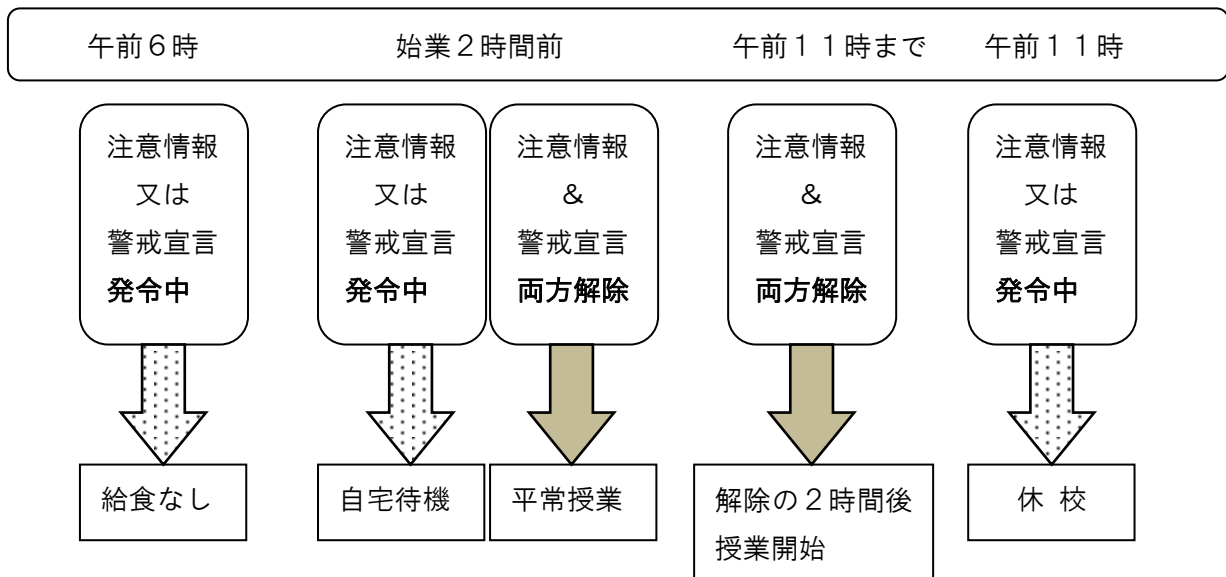 午前６時
始業２時間前
午前１１時まで
午前１１時
注意情報
又は
警戒宣言
発令中
注意情報
又は
警戒宣言
発令中
注意情報
＆
警戒宣言
両方解除
注意情報
＆
警戒宣言
両方解除
注意情報
又は
警戒宣言
発令中
給食なし
自宅待機
平常授業
解除の２時間後
授業開始
休 校